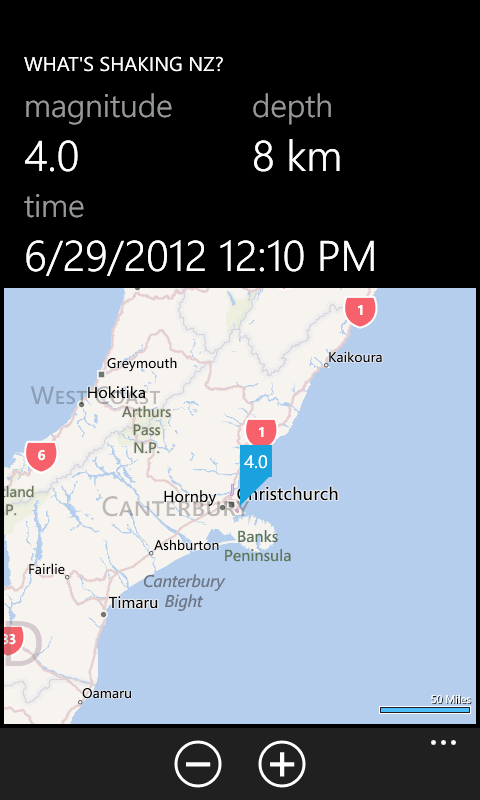 WHAT'S SHAKING NZ?
magnitude depth
4.0 8 km
time
6/29/2012 12:10 PM
1
Kaikoura
Greymouth
WEST COAST
Hokitika
Arthurs
Pass
N.P.
1
6
4.0
tland
P.
Christchurch
Hornby
CANTERBURY
Banks
Peninsula
Ashburton
Fairlie
Canterbury
Bight
Timaru
83
D
Oamaru
50 Miles